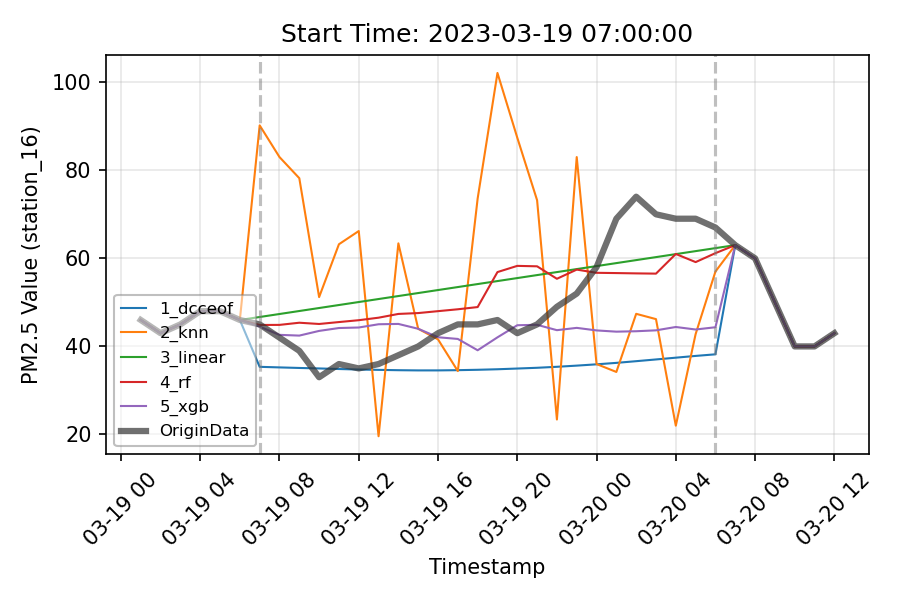 Start Time: 2023-03-19 07:00:00
PM2.5 Value (station_16)
100
80
60
40
20
1_dcceof
2_knn
3_linear
4_rf
5_xgb
OriginData
03-19 00
03-19 04
03-19 08
03-19 12
03-19 16
03-19 20
03-20 00
03-20 04
03-20 08
03-20 12
Timestamp